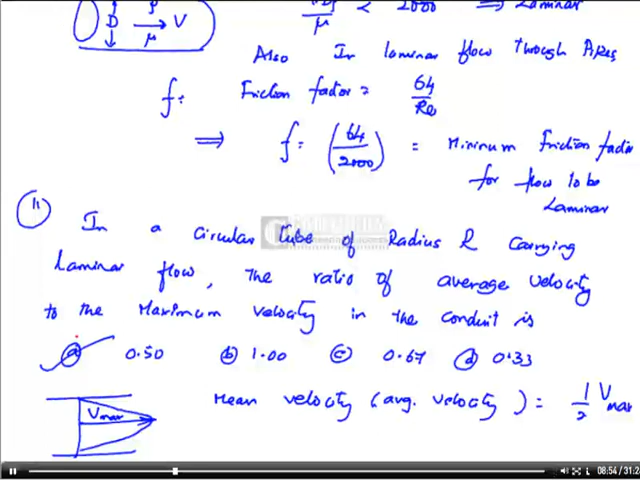 D ρ → V
μ
μ < 2000 ⟹ Laminar
Also In laminar flow through Pipes
f = Friction factor = 64/Re
⟹ f = (64/2000) = Minimum Friction factor
for flow to be
Laminar
11 In a circular tube of Radius R carrying
Laminar flow, The ratio of average velocity
to the Maximum velocity in the conduit is
a 0.50 b 1.00 c 0.67 d 0.33
Vmax Mean velocity (avg. velocity) = 1/2 Vmax
08:54 / 31:2